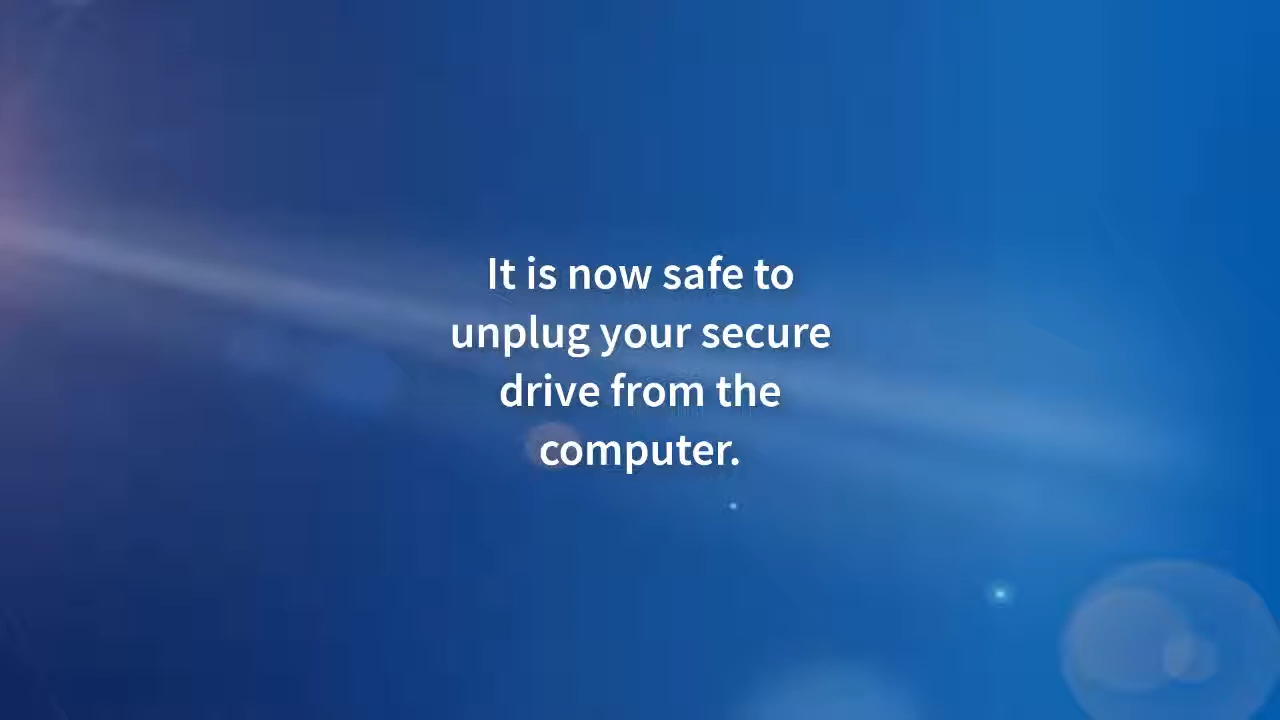 It is now safe to
unplug your secure
drive from the
computer.